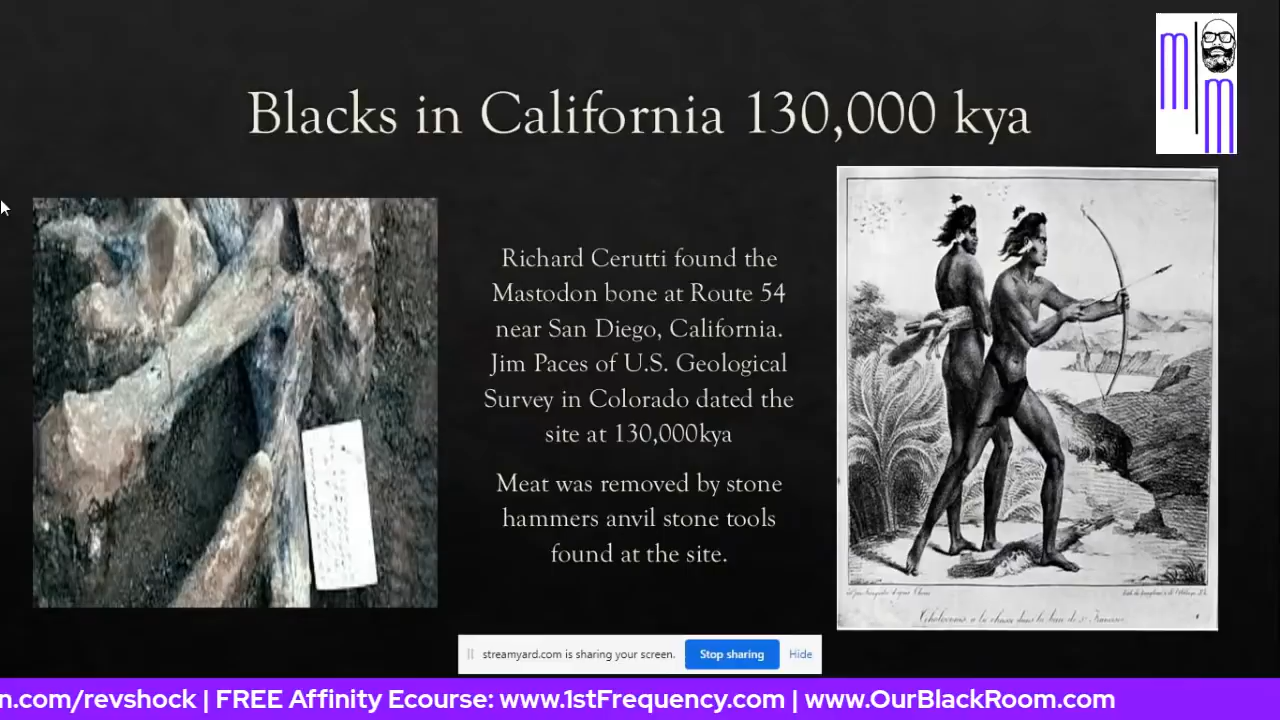 Blacks in California 130,000 kya
Richard Cerutti found the
Mastodon bone at Route 54
near San Diego, California.
Jim Paces of U.S. Geological
Survey in Colorado dated the
site at 130,000kya
Meat was removed by stone
hammers anvil stone tools
found at the site.
streamyard.com is sharing your screen.
Stop sharing
Hide
n.com/revshock | FREE Affinity Ecourse: www.1stFrequency.com | www.OurBlackRoom.com